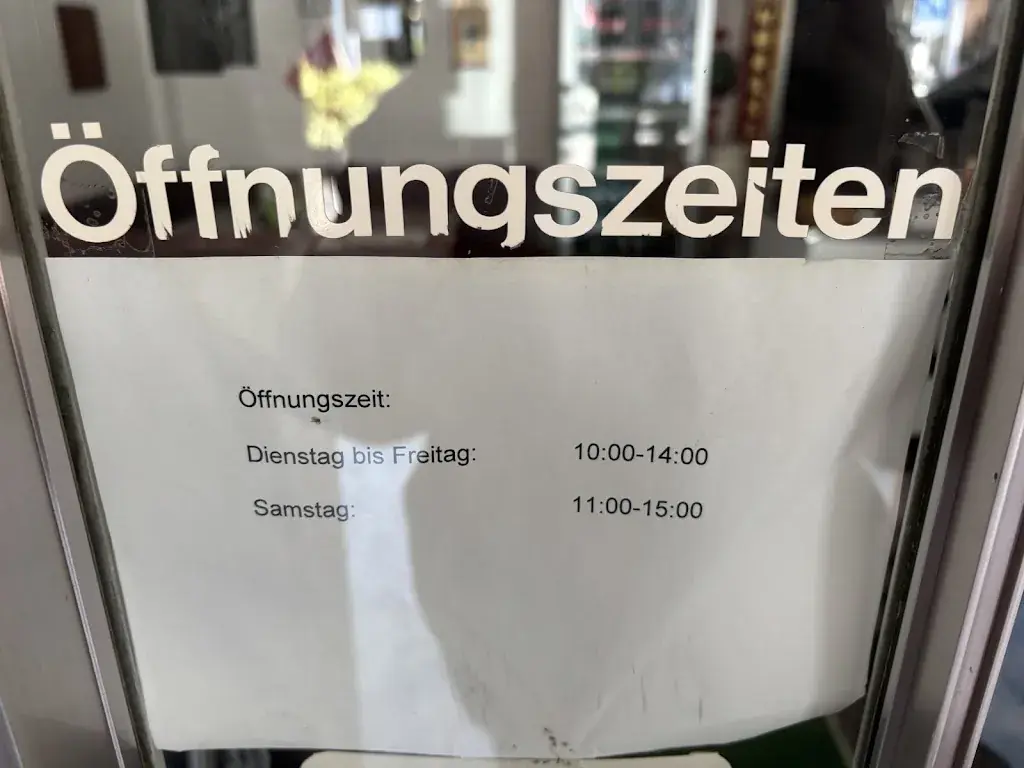 Öffnungszeiten
Öffnungszeit:
Dienstag bis Freitag: 10:00-14:00
Samstag: 11:00-15:00